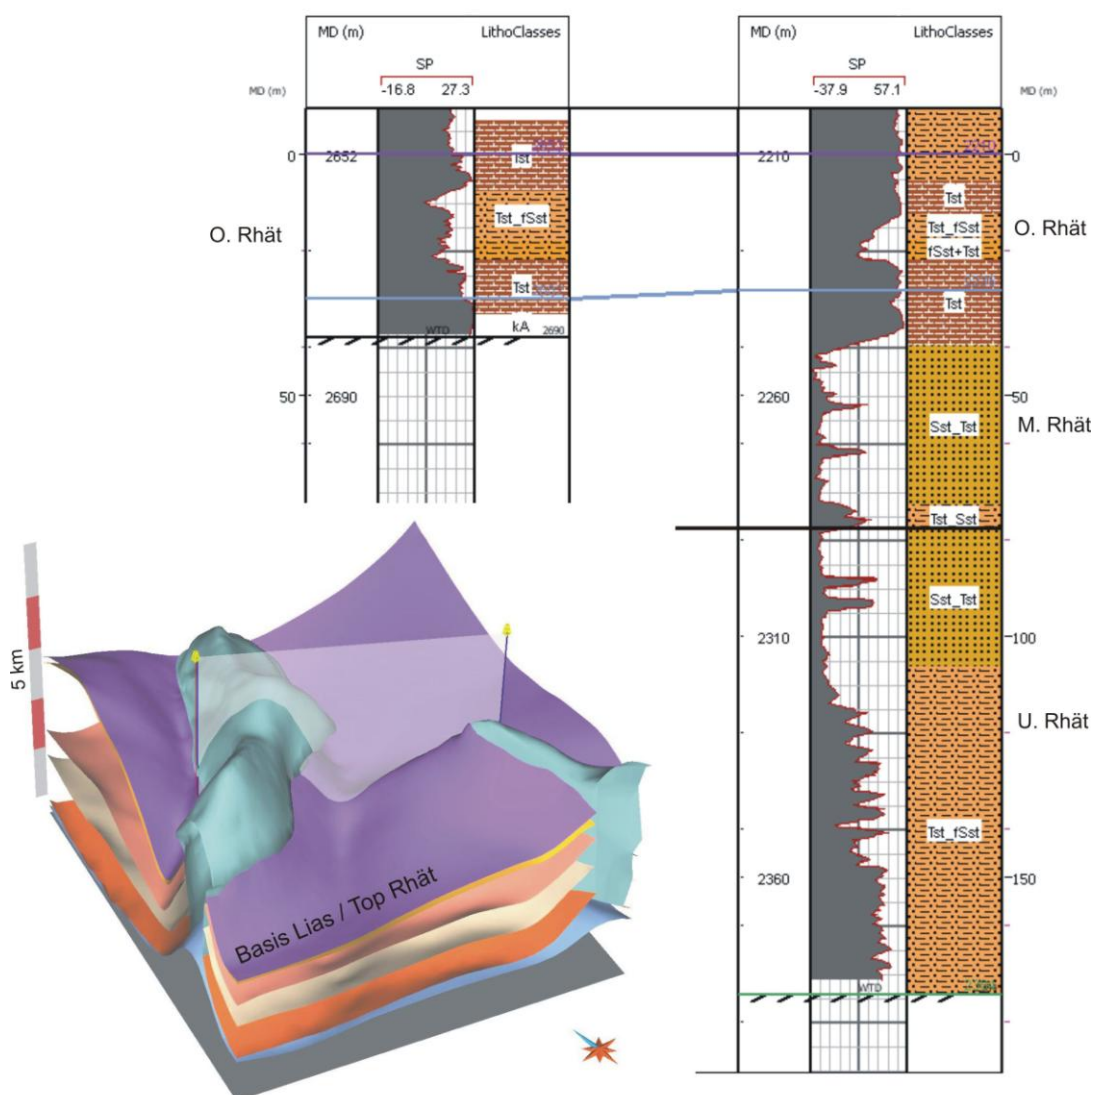 MD (m) LithoClasses
SP
-16.8 27.3
MD (m)
0 2652
Tst
Tst_fSst
O. Rhät
Tst
WTD kA 2690
50 2690
MD (m) LithoClasses
SP
-37.9 57.1
MD (m)
2210 0
Tst
Tst_fSst
O. Rhät
fSst+Tst
Tst
2260 50
Sst_Tst
M. Rhät
Tst_Sst
Sst_Tst
2310 100
U. Rhät
Tst_fSst
2360 150
WTD
5 km
Basis Lias / Top Rhät